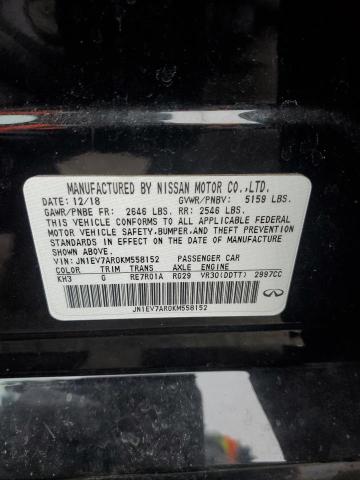 MANUFACTURED BY NISSAN MOTOR CO.,LTD.
DATE: 12/18 GVWR/PNBV: 5159 LBS.
GAWR/PNBE FR: 2646 LBS. RR: 2546 LBS.
THIS VEHICLE CONFORMS TO ALL APPLICABLE FEDERAL
MOTOR VEHICLE SAFETY,BUMPER,AND THEFT PREVENTION
STANDARDS IN EFFECT ON THE DATE OF MANUFACTURE
SHOWN ABOVE.
VIN: JN1EV7AR0KM558152 PASSENGER CAR
COLOR TRIM TRANS AXLE ENGINE
KH3 G RE7R01A RG29 VR30(DDTT) 2997CC
JN1EV7AR0KM558152
INFINITI